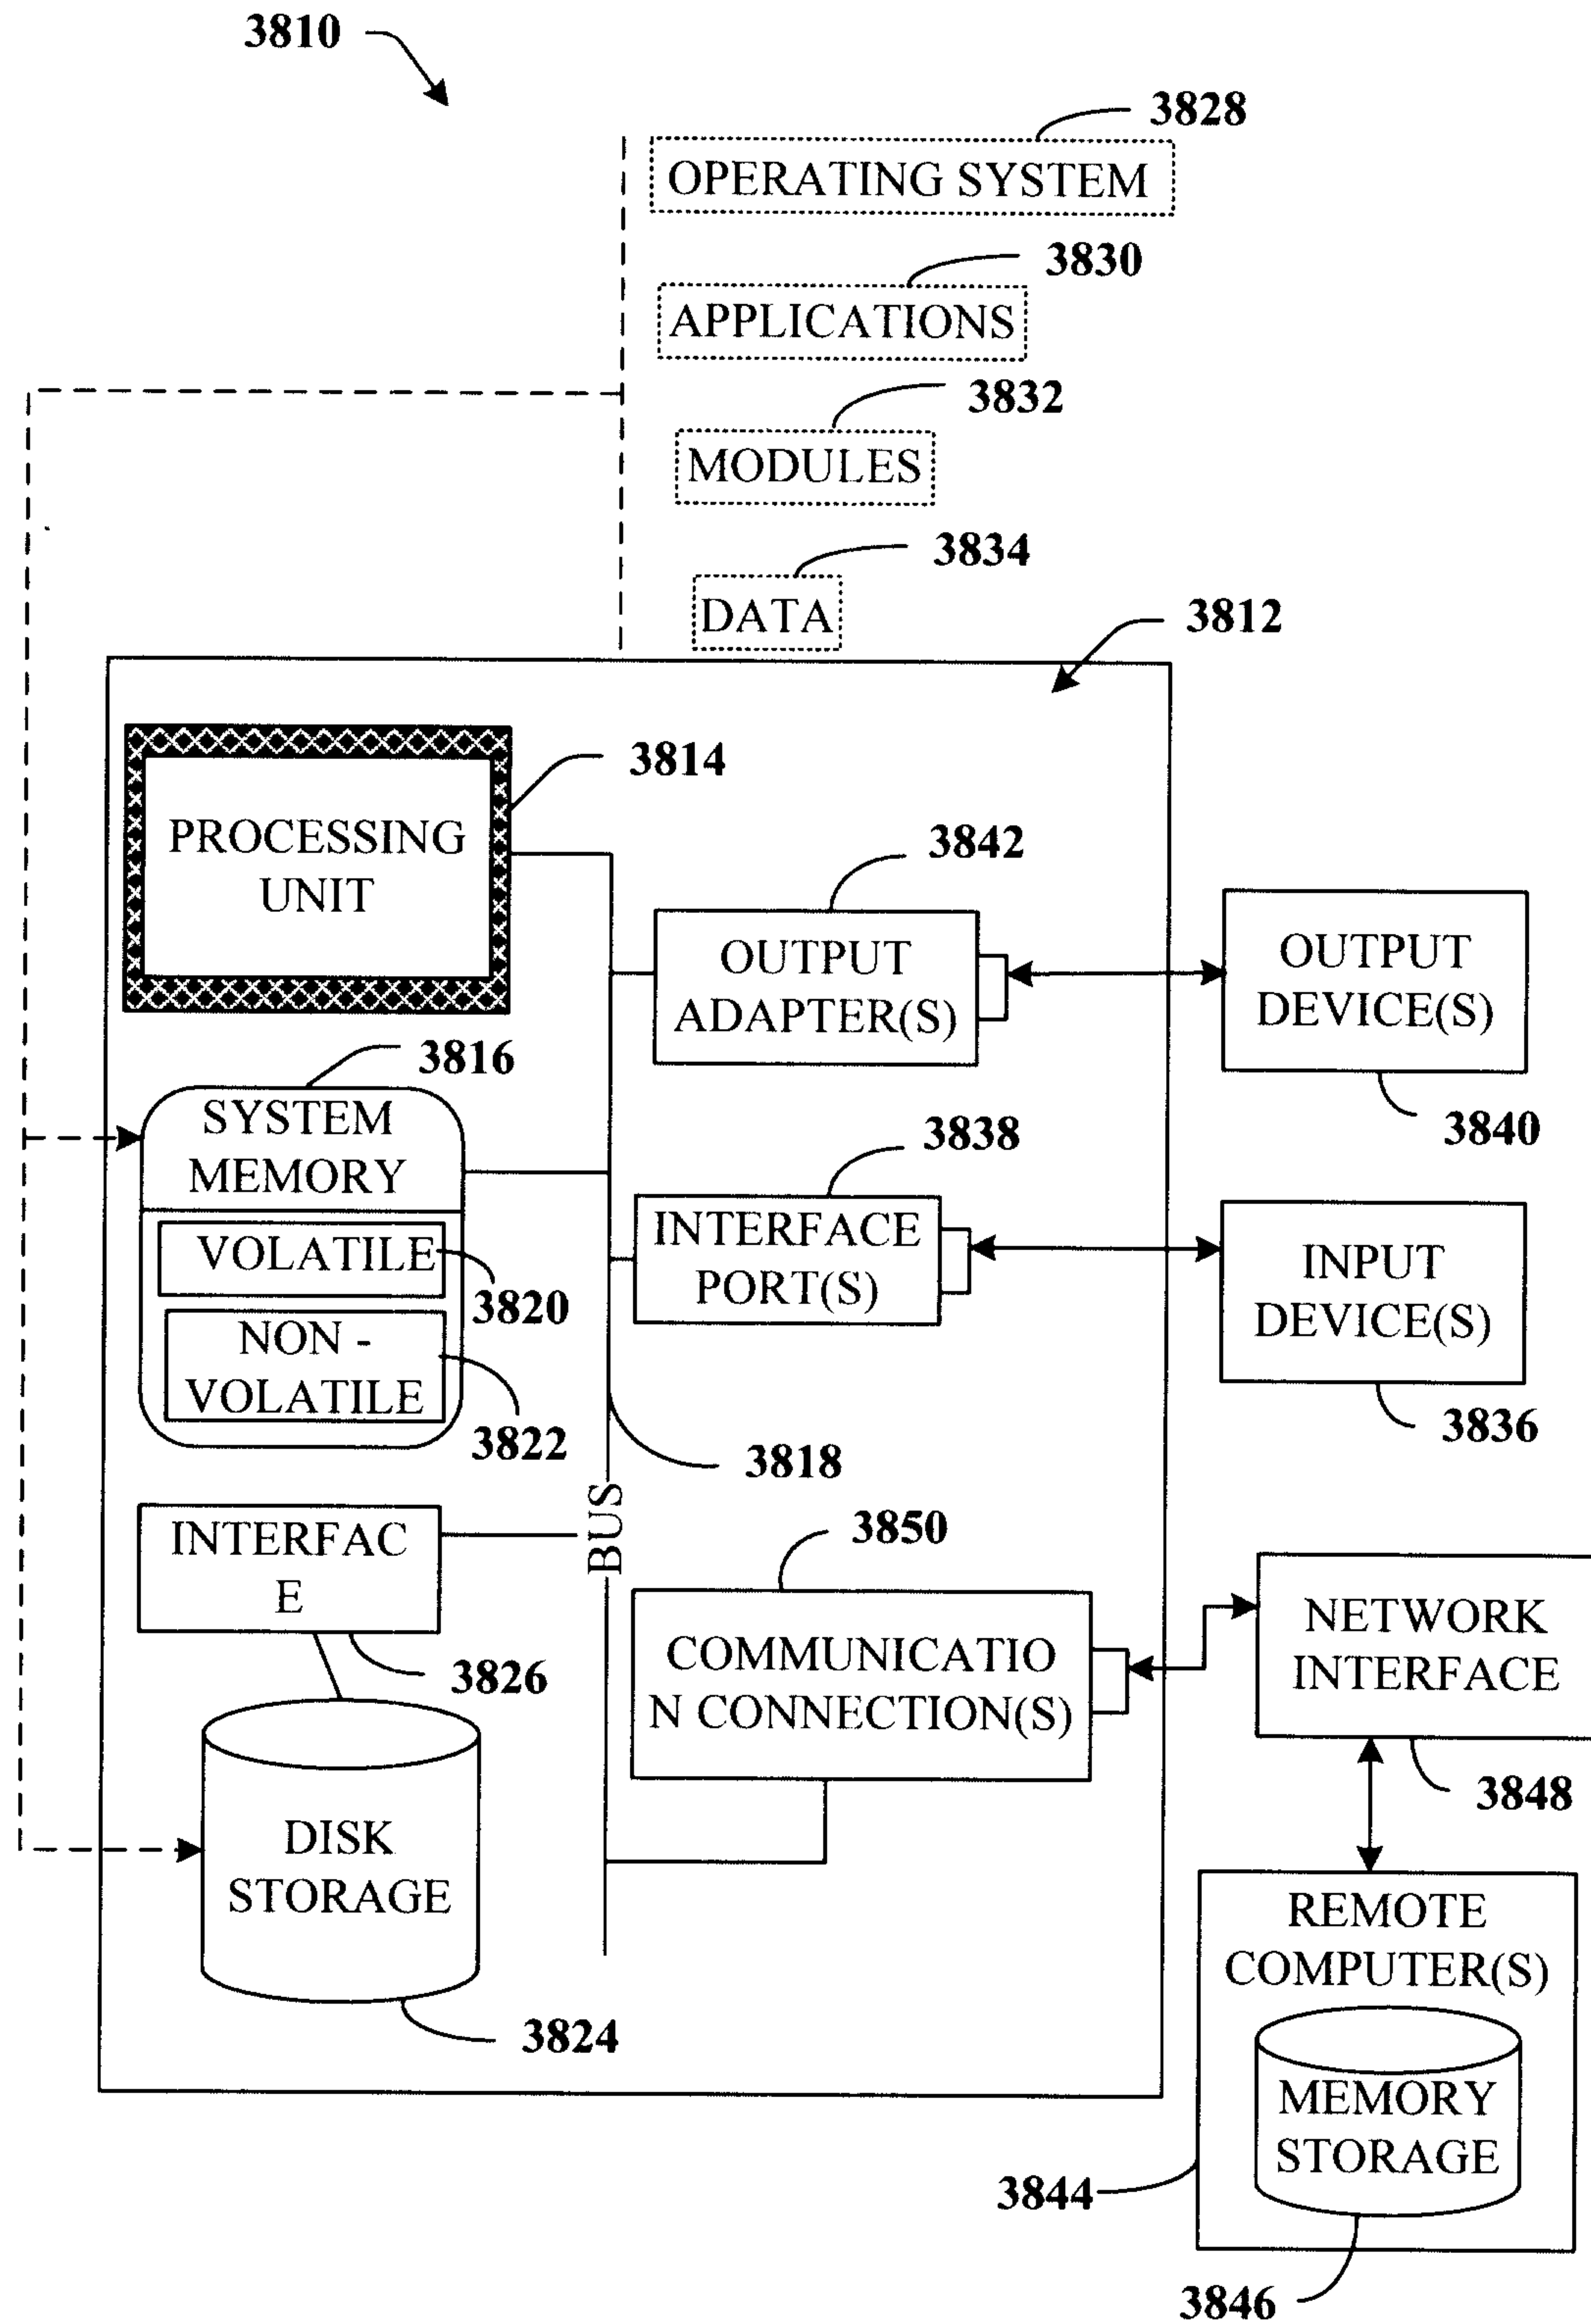 3810
3828
OPERATING SYSTEM
3830
APPLICATIONS
3832
MODULES
3834
DATA
3812
3814
PROCESSING
UNIT
3842
OUTPUT
ADAPTER(S)
OUTPUT
DEVICE(S)
3840
3816
SYSTEM
MEMORY
VOLATILE
3820
NON -
VOLATILE
3822
3838
INTERFACE
PORT(S)
INPUT
DEVICE(S)
3836
3818
BUS
INTERFAC
E
3826
3850
COMMUNICATIO
N CONNECTION(S)
NETWORK
INTERFACE
3848
DISK
STORAGE
3824
REMOTE
COMPUTER(S)
MEMORY
STORAGE
3844
3846